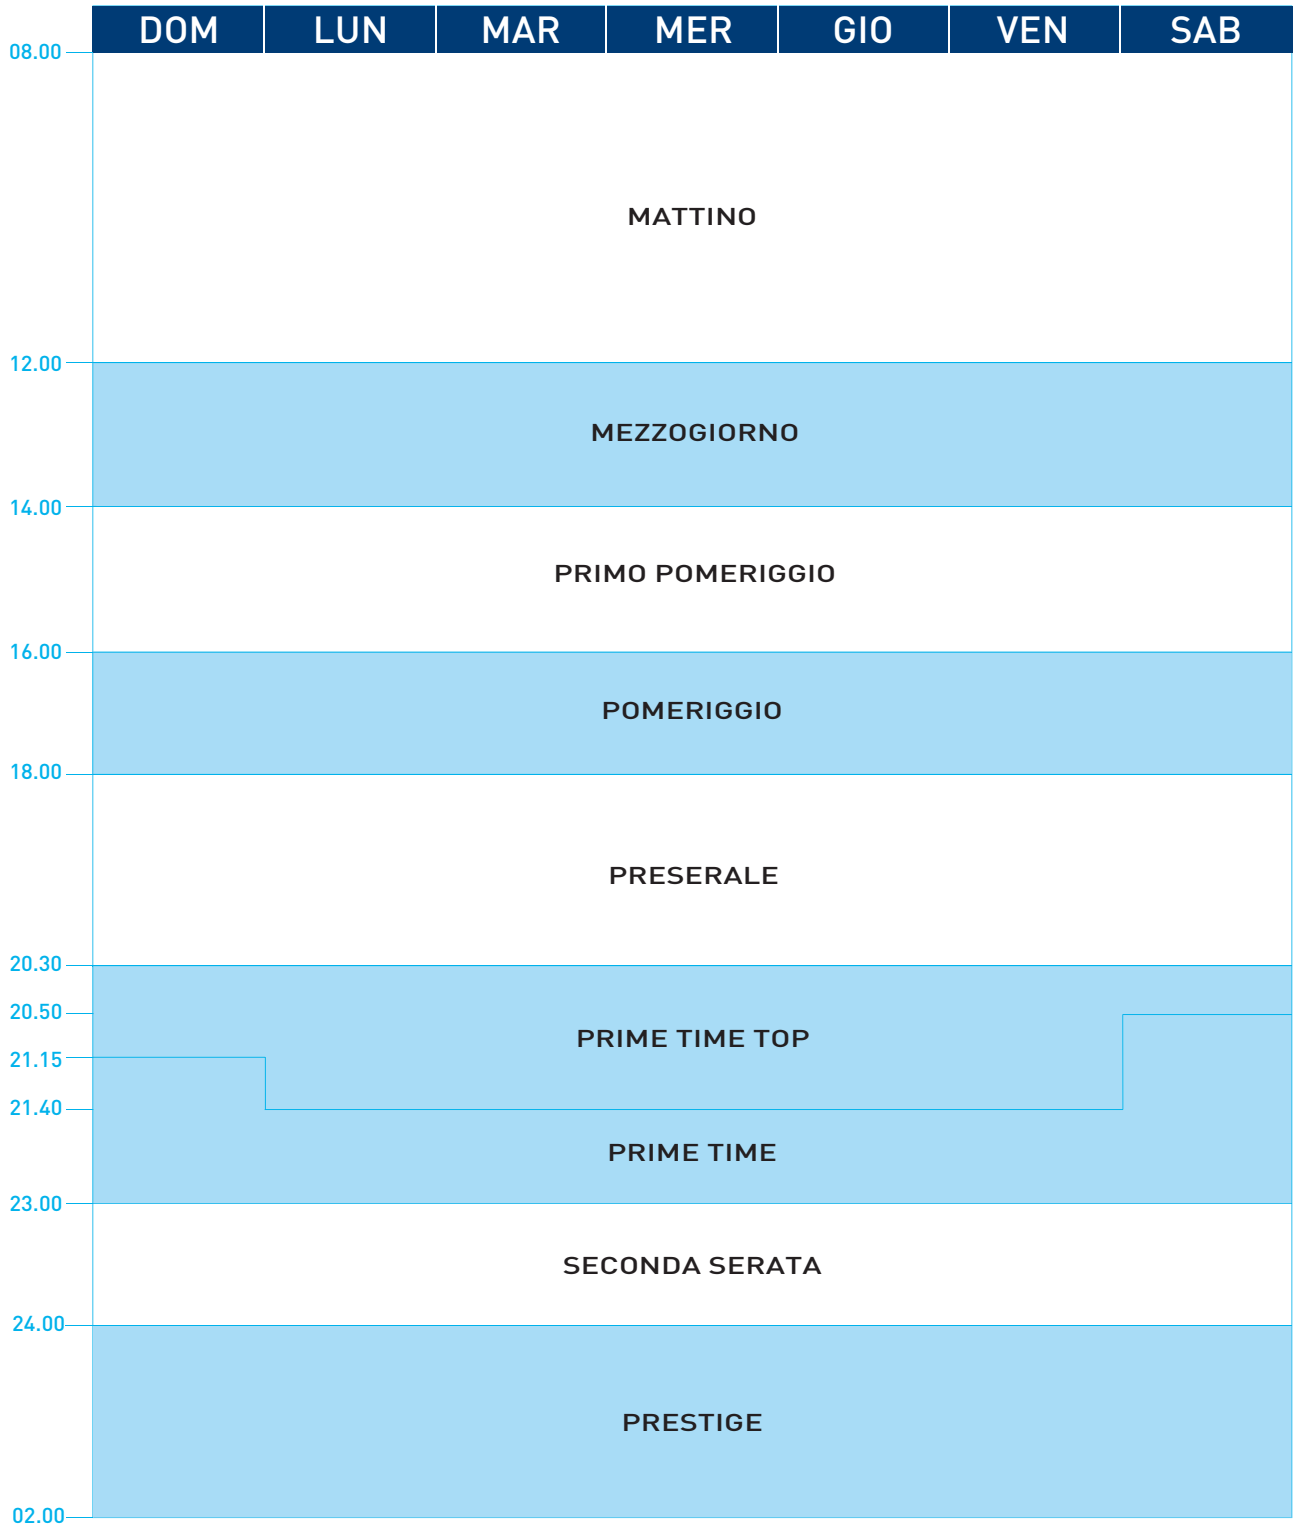 DOM LUN MAR MER GIO VEN SAB
08.00
MATTINO
12.00
MEZZOGIORNO
14.00
PRIMO POMERIGGIO
16.00
POMERIGGIO
18.00
PRESERALE
20.30
20.50
PRIME TIME TOP
21.15
21.40
PRIME TIME
23.00
SECONDA SERATA
24.00
PRESTIGE
02.00